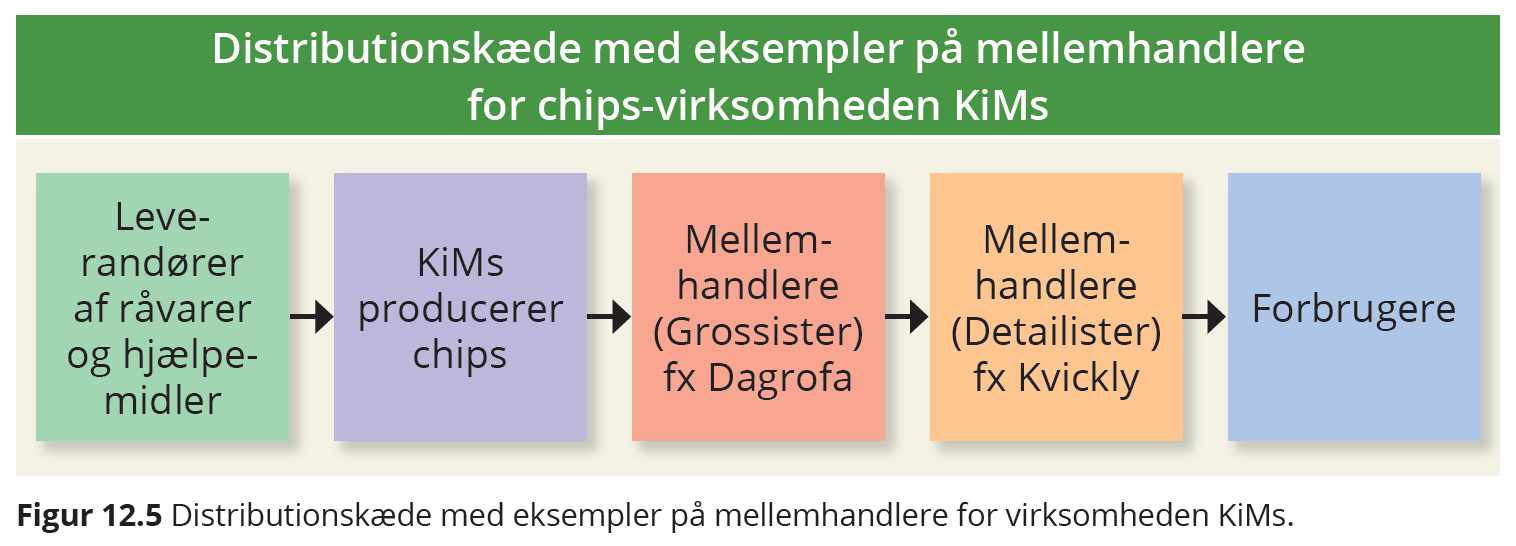 Distributionskæde med eksempler på mellemhandlere
for chips-virksomheden KiMs
Leve-
randører
af råvarer
og hjælpe-
midler
KiMs
producerer
chips
Mellem-
handlere
(Grossister)
fx Dagrofa
Mellem-
handlere
(Detailister)
fx Kvickly
Forbrugere
Figur 12.5 Distributionskæde med eksempler på mellemhandlere for virksomheden KiMs.